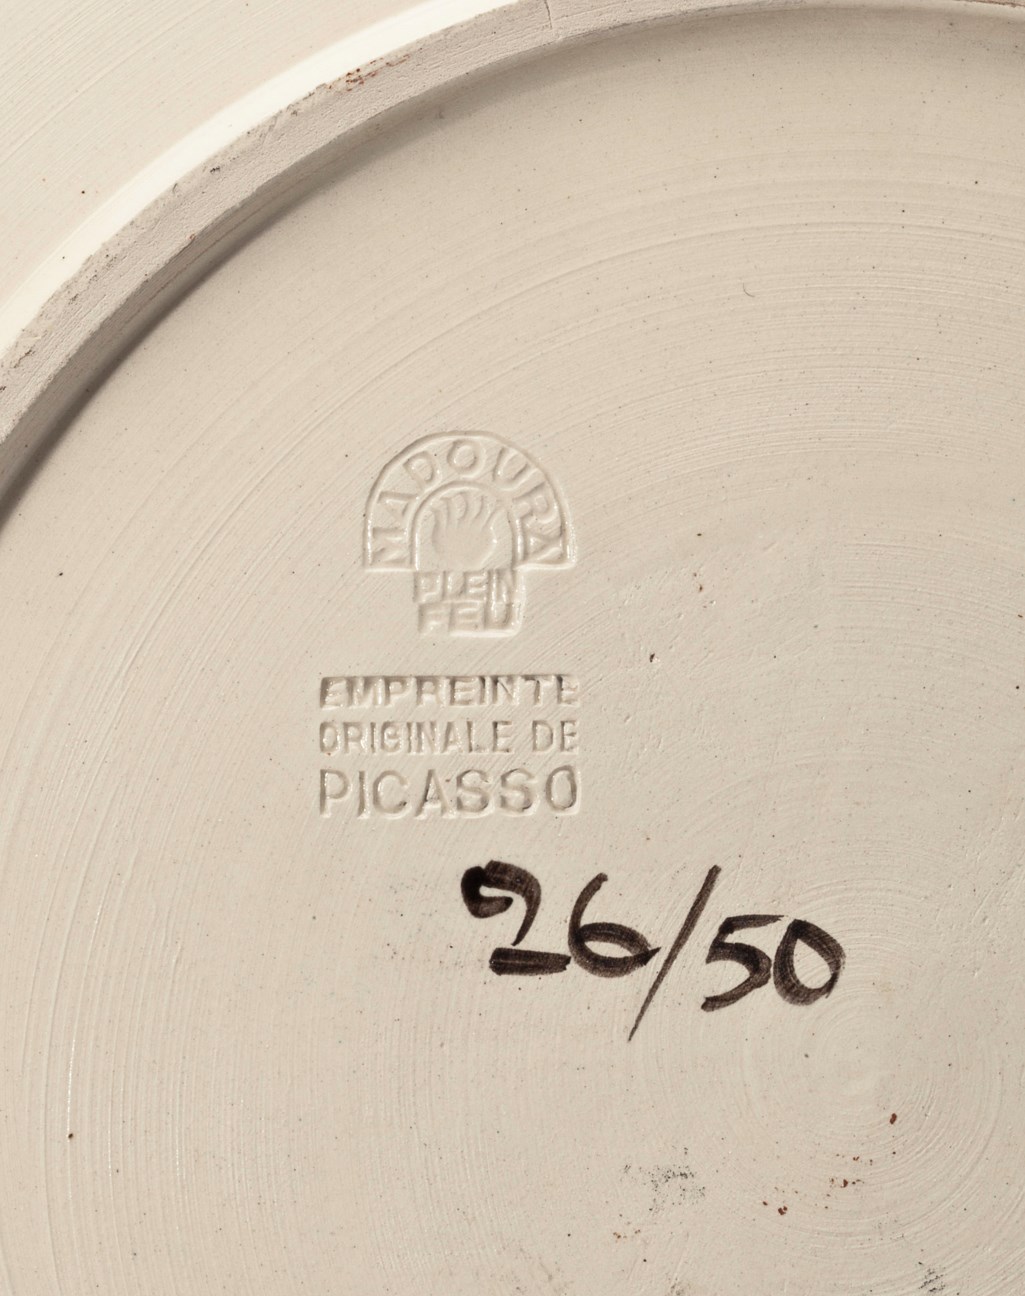 MADOURA
PLEIN
FEU
EMPREINTE
ORIGINALE DE
PICASSO
26/50